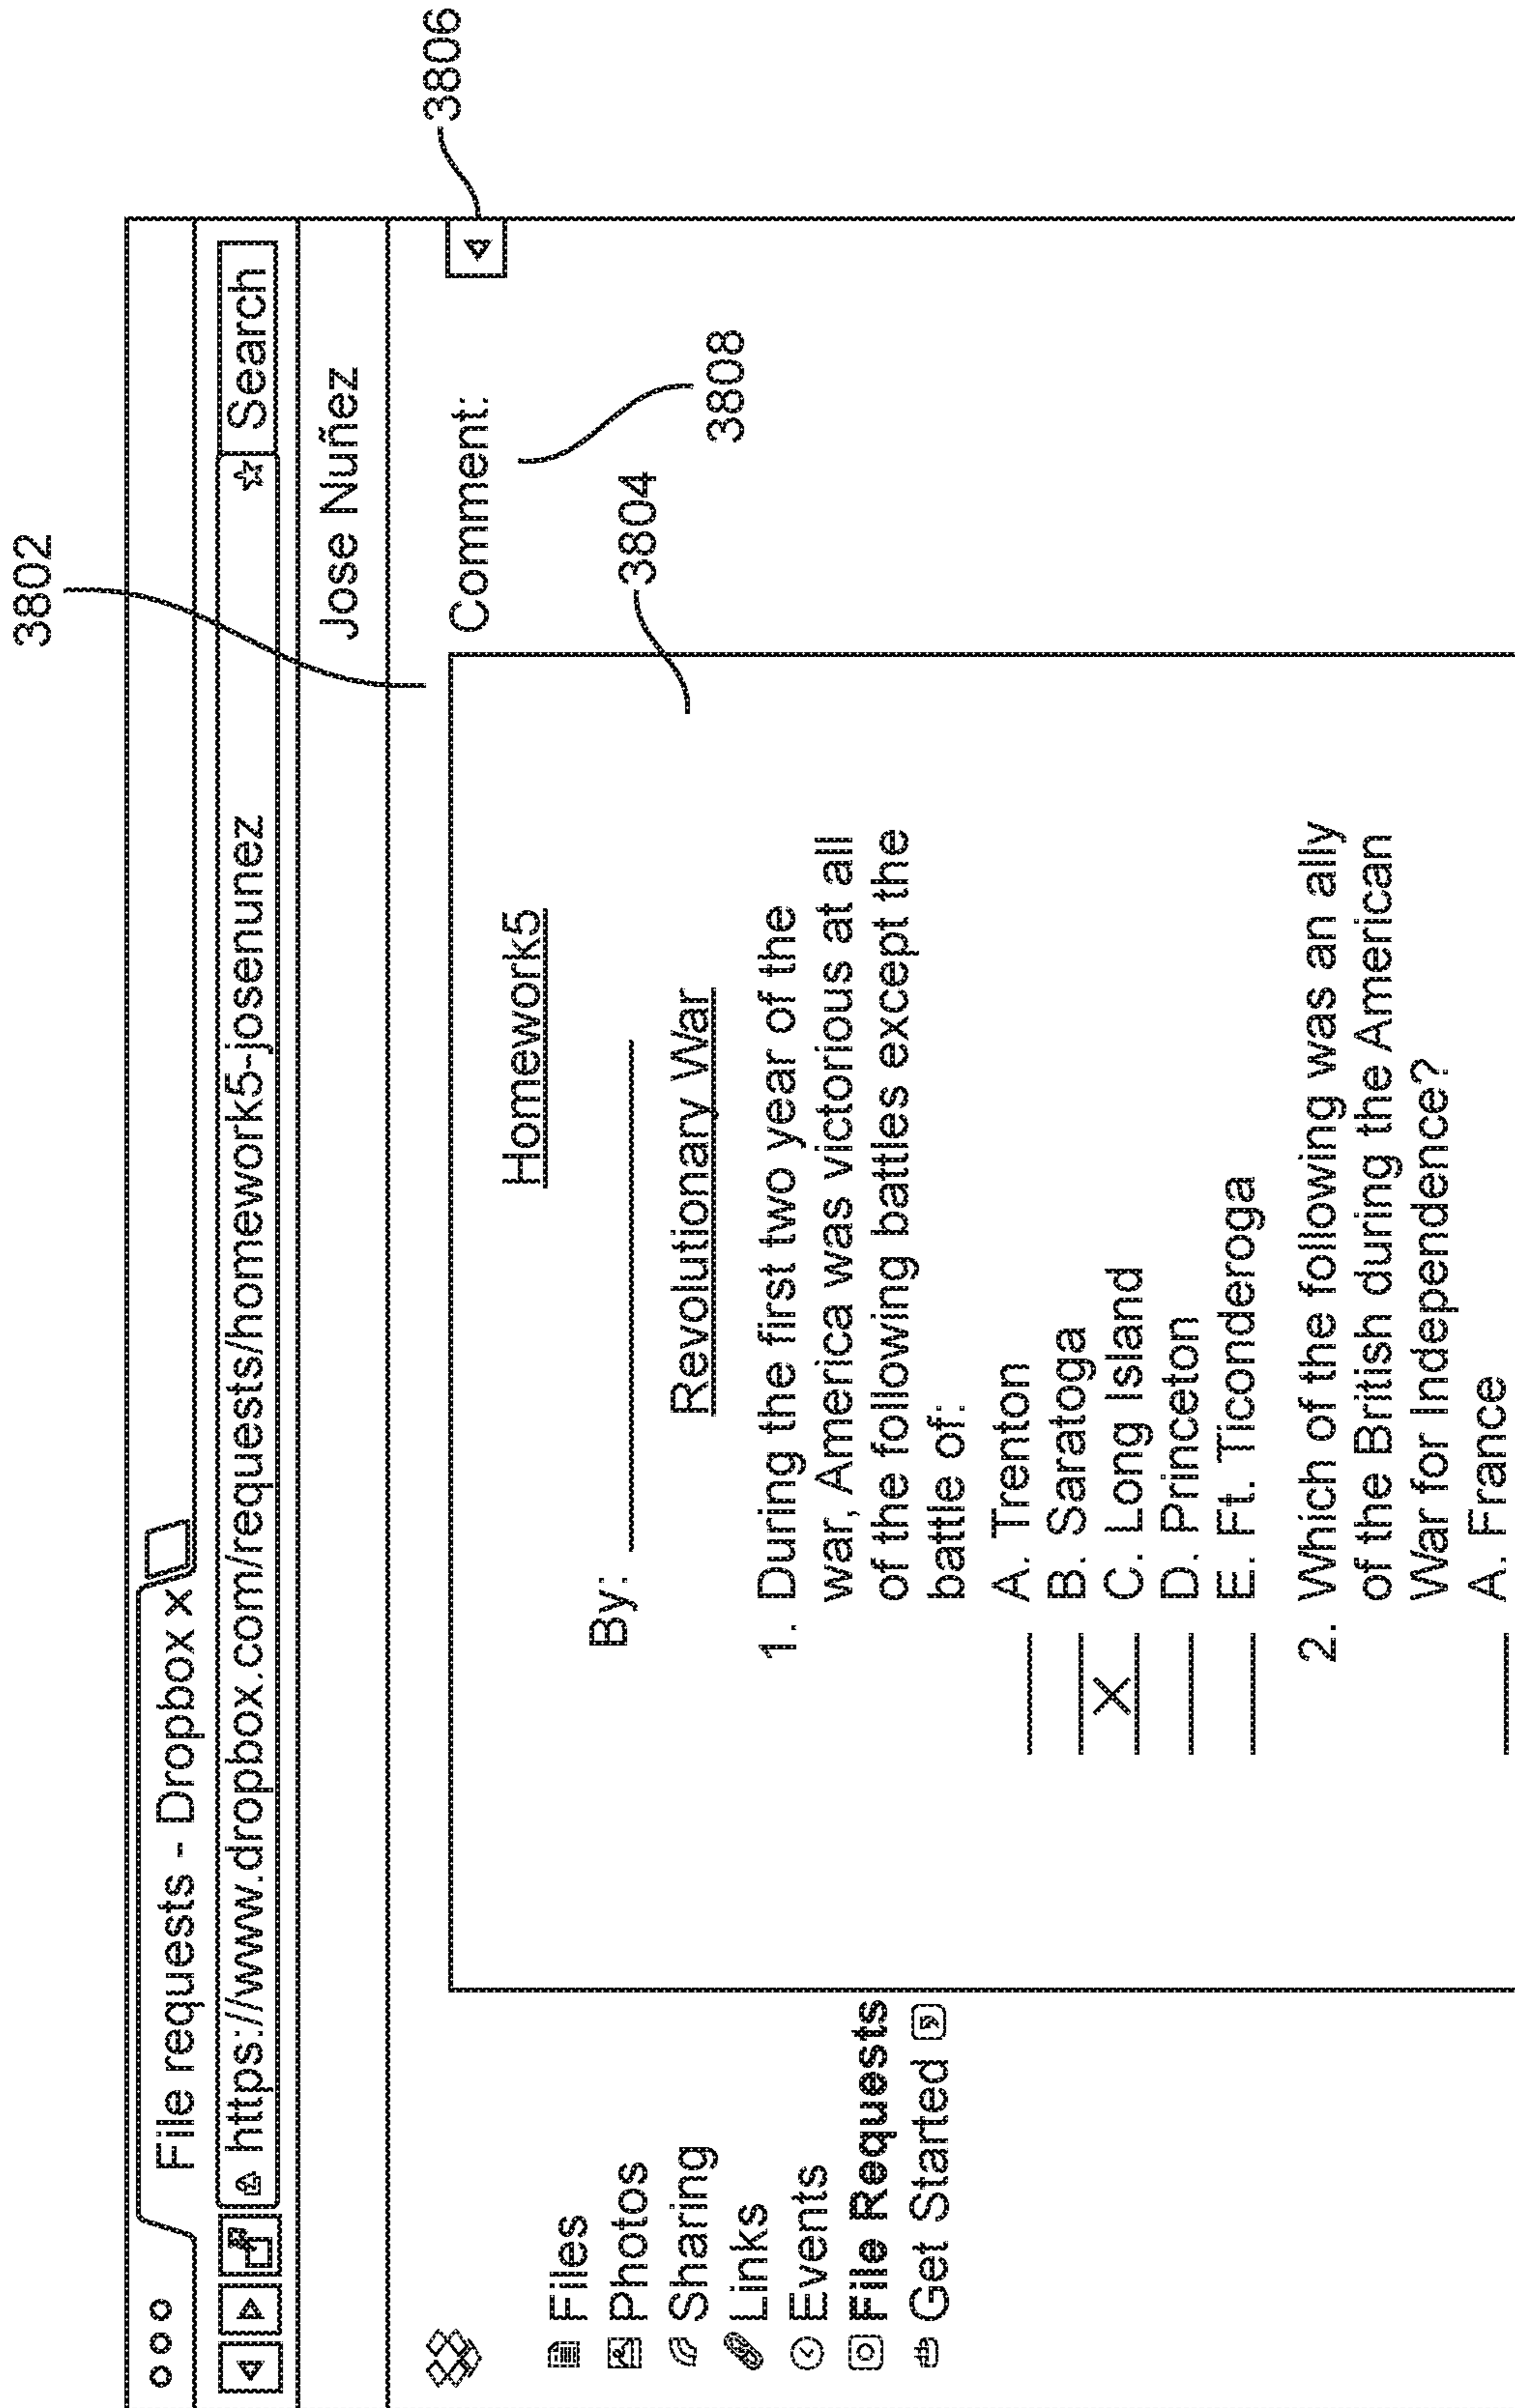 3802
File requests - Dropbox x
https://www.dropbox.com/requests/homework5-josenunez
Search
Jose Nuñez
3806
Files
Photos
Sharing
Links
Events
File Requests
Get Started
Homework5
By:
Revolutionary War
1. During the first two year of the
war, America was victorious at all
of the following battles except the
battle of:
A. Trenton
B. Saratoga
X C. Long Island
D. Princeton
E. Ft. Ticonderoga
2. Which of the following was an ally
of the British during the American
War for Independence?
A. France
Comment:
3808
3804